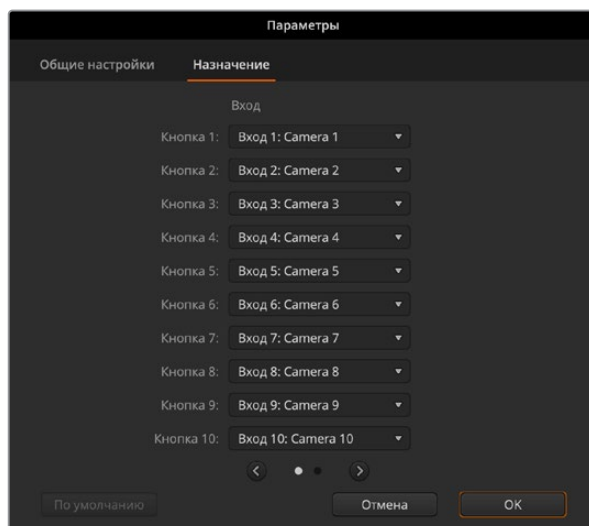 Параметры
Общие настройки Назначение
Вход
Кнопка 1: Вход 1: Camera 1
Кнопка 2: Вход 2: Camera 2
Кнопка 3: Вход 3: Camera 3
Кнопка 4: Вход 4: Camera 4
Кнопка 5: Вход 5: Camera 5
Кнопка 6: Вход 6: Camera 6
Кнопка 7: Вход 7: Camera 7
Кнопка 8: Вход 8: Camera 8
Кнопка 9: Вход 9: Camera 9
Кнопка 10: Вход 10: Camera 10
По умолчанию Отмена OK